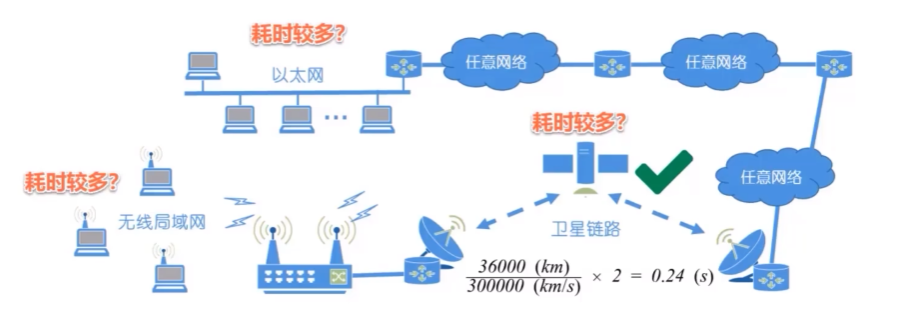 耗时较多?
以太网
任意网络
任意网络
...
耗时较多?
耗时较多?
任意网络
无线局域网
卫星链路
36000 (km)
300000 (km/s)
× 2 = 0.24 (s)